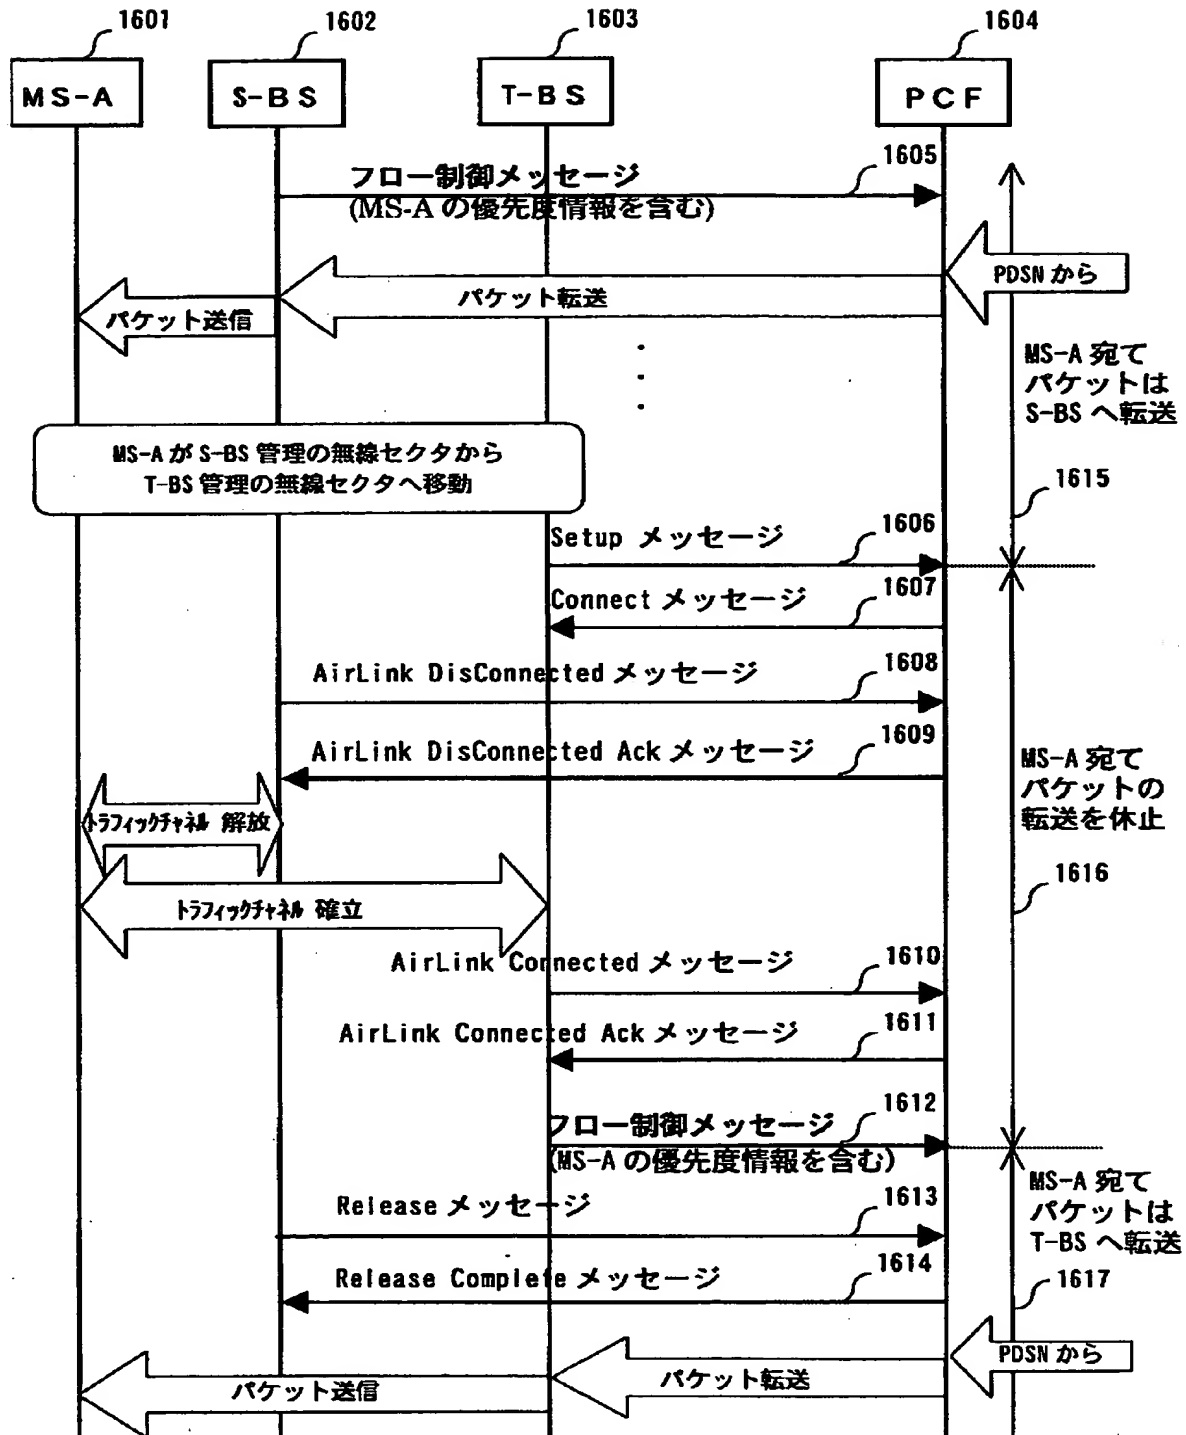 1601
1602
1603
1604
MS-A
S-BS
T-BS
PCF
フロー制御メッセージ
1605
(MS-A の優先度情報を含む)
PDSN から
パケット転送
パケット送信
MS-A 宛て
パケットは
S-BS へ転送
MS-A が S-BS 管理の無線セクタから
T-BS 管理の無線セクタへ移動
1615
Setup メッセージ
1606
Connect メッセージ
1607
AirLink DisConnected メッセージ
1608
AirLink DisConnected Ack メッセージ
1609
MS-A 宛て
パケットの
転送を休止
トラフィックチャネル 解放
1616
トラフィックチャネル 確立
AirLink Connected メッセージ
1610
AirLink Connected Ack メッセージ
1611
フロー制御メッセージ
1612
(MS-A の優先度情報を含む)
MS-A 宛て
パケットは
T-BS へ転送
Release メッセージ
1613
Release Complete メッセージ
1614
1617
PDSN から
パケット転送
パケット送信